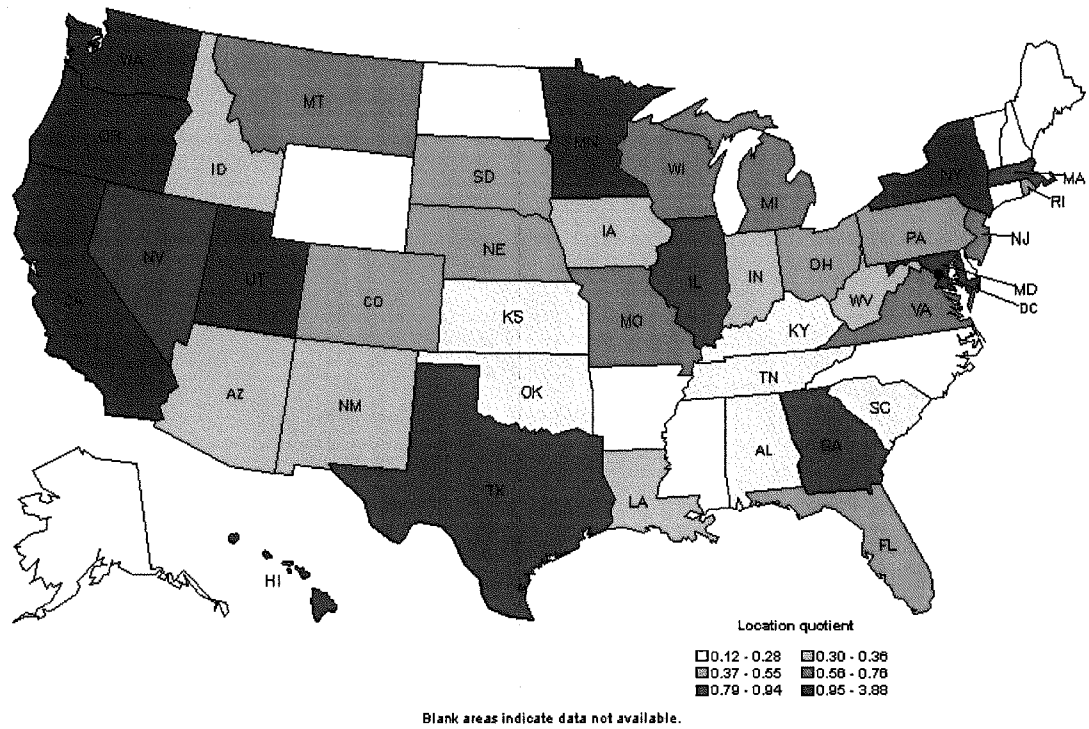 WA
MT
MN
OR
ID
SD
WI
NY
MA
RI
MI
IA
NE
PA
NJ
NV
UT
IL
IN
OH
MD
CO
WV
DC
CA
KS
MO
VA
KY
TN
AZ
NM
OK
SC
AL
GA
TX
LA
FL
HI
Location quotient
0.12 - 0.28 0.30 - 0.36
0.37 - 0.55 0.56 - 0.76
0.79 - 0.94 0.95 - 3.88
Blank areas indicate data not available.